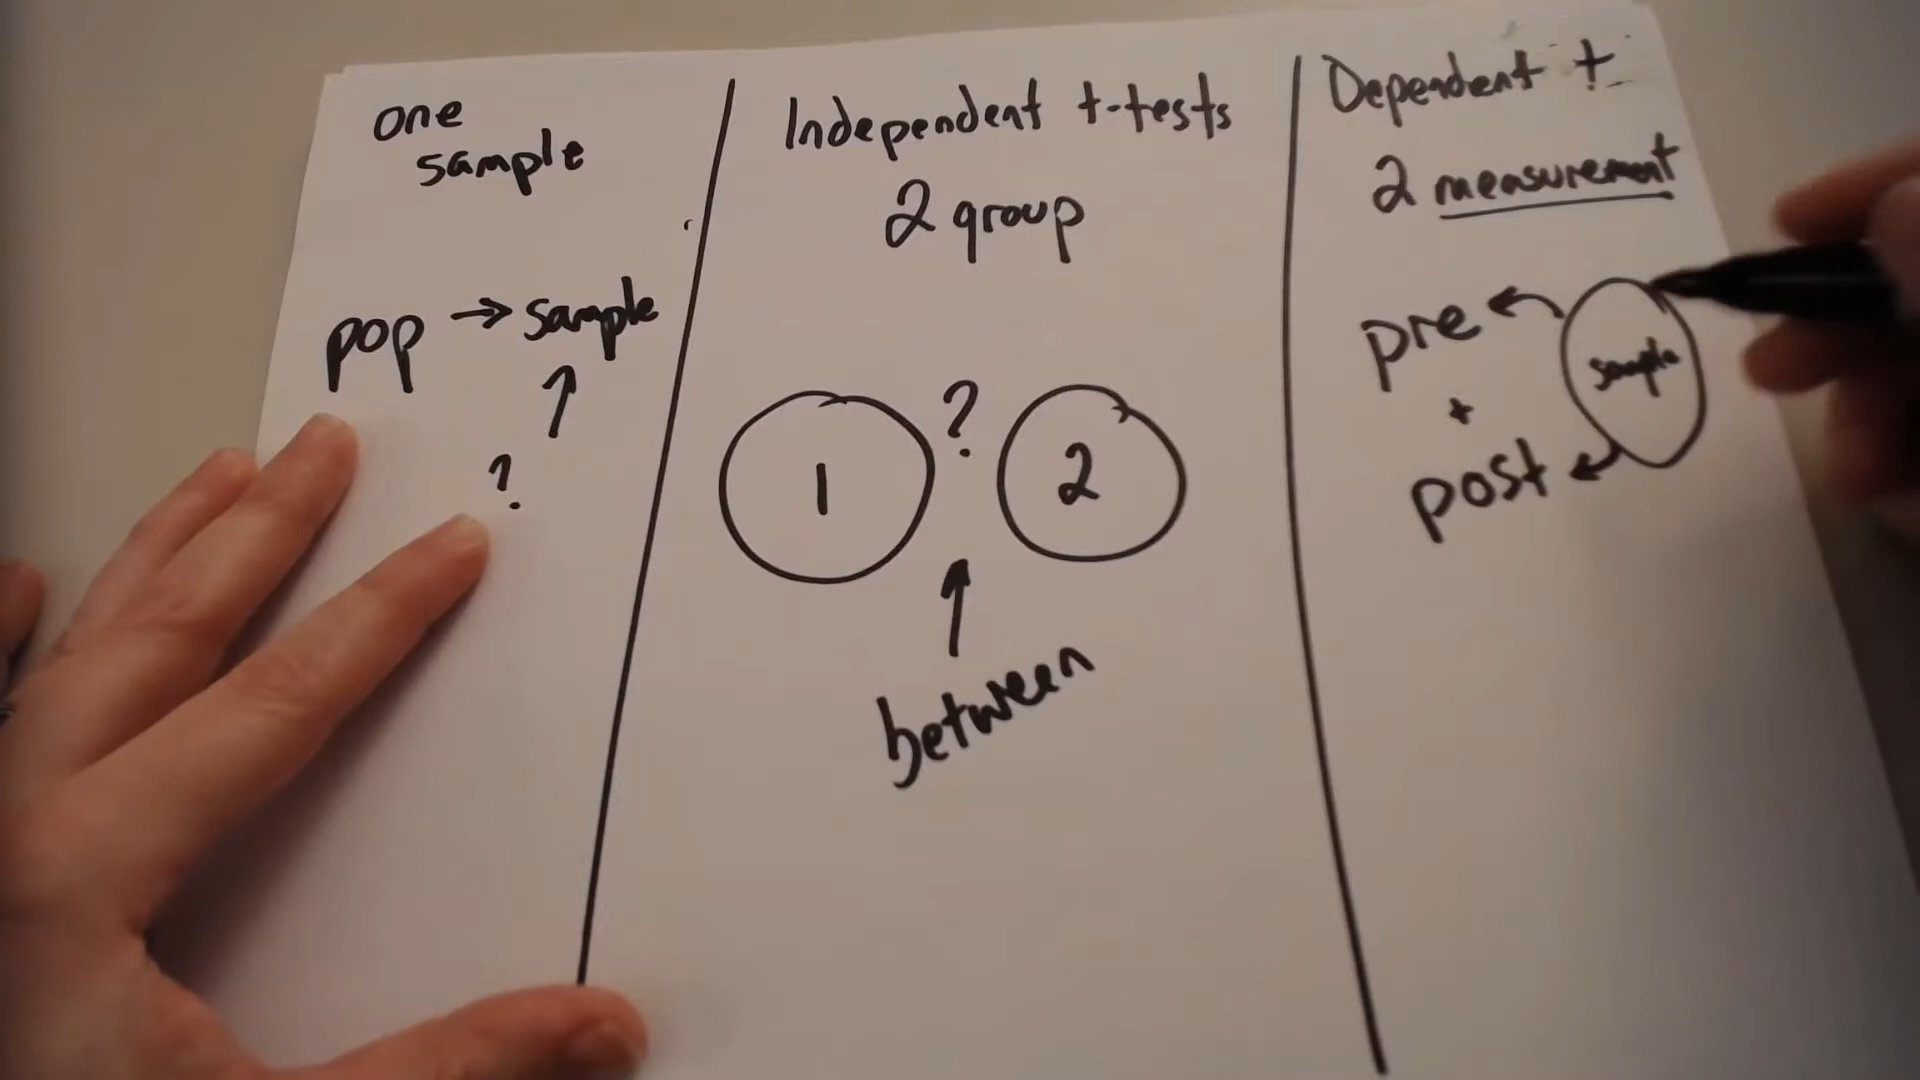 one
sample
pop → sample
↑
?
Independent t-tests
2 group
1 ? 2
↑
between
Dependent t
2 measurement
pre
sample
+
post